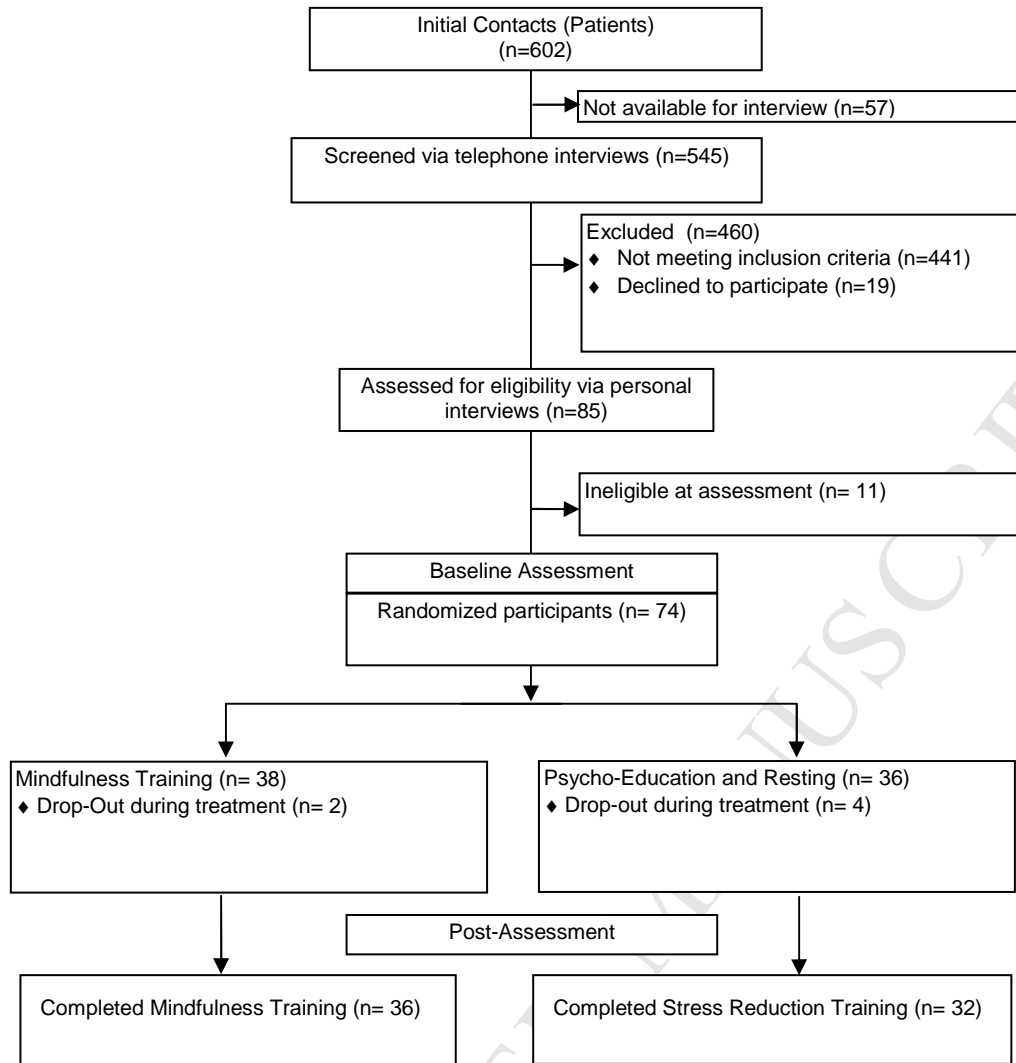 Initial Contacts (Patients)
(n=602)
Not available for interview (n=57)
Screened via telephone interviews (n=545)
Excluded  (n=460)
♦ Not meeting inclusion criteria (n=441)
♦ Declined to participate (n=19)
Assessed for eligibility via personal
interviews (n=85)
Ineligible at assessment (n= 11)
Baseline Assessment
Randomized participants (n= 74)
Mindfulness Training (n= 38)
♦ Drop-Out during treatment (n= 2)
Psycho-Education and Resting (n= 36)
♦ Drop-out during treatment (n= 4)
Post-Assessment
Completed Mindfulness Training (n= 36)
Completed Stress Reduction Training (n= 32)